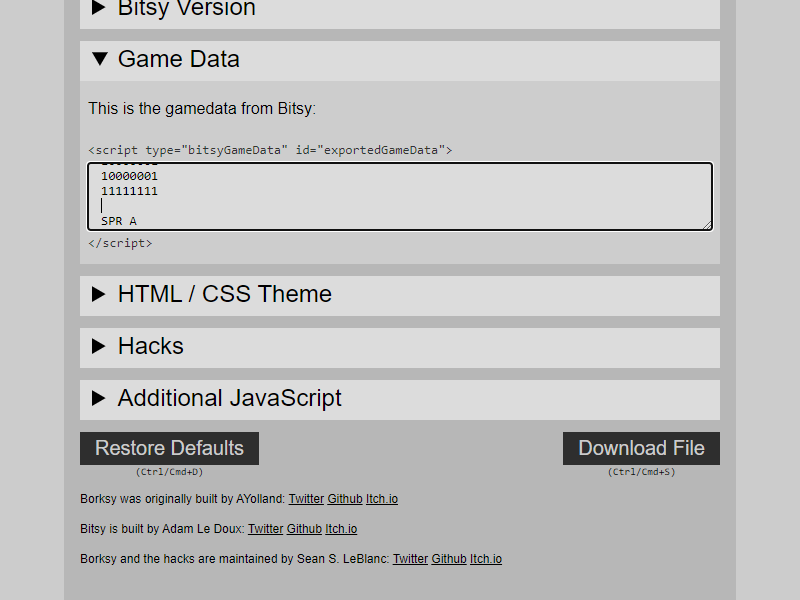 Bitsy Version
Game Data
This is the gamedata from Bitsy:
<script type="bitsyGameData" id="exportedGameData">
10000001
11111111
SPR A
</script>
HTML / CSS Theme
Hacks
Additional JavaScript
Restore Defaults Download File
(Ctrl/Cmd+D) (Ctrl/Cmd+S)
Borksy was originally built by AYolland: Twitter Github Itch.io
Bitsy is built by Adam Le Doux: Twitter Github Itch.io
Borksy and the hacks are maintained by Sean S. LeBlanc: Twitter Github Itch.io